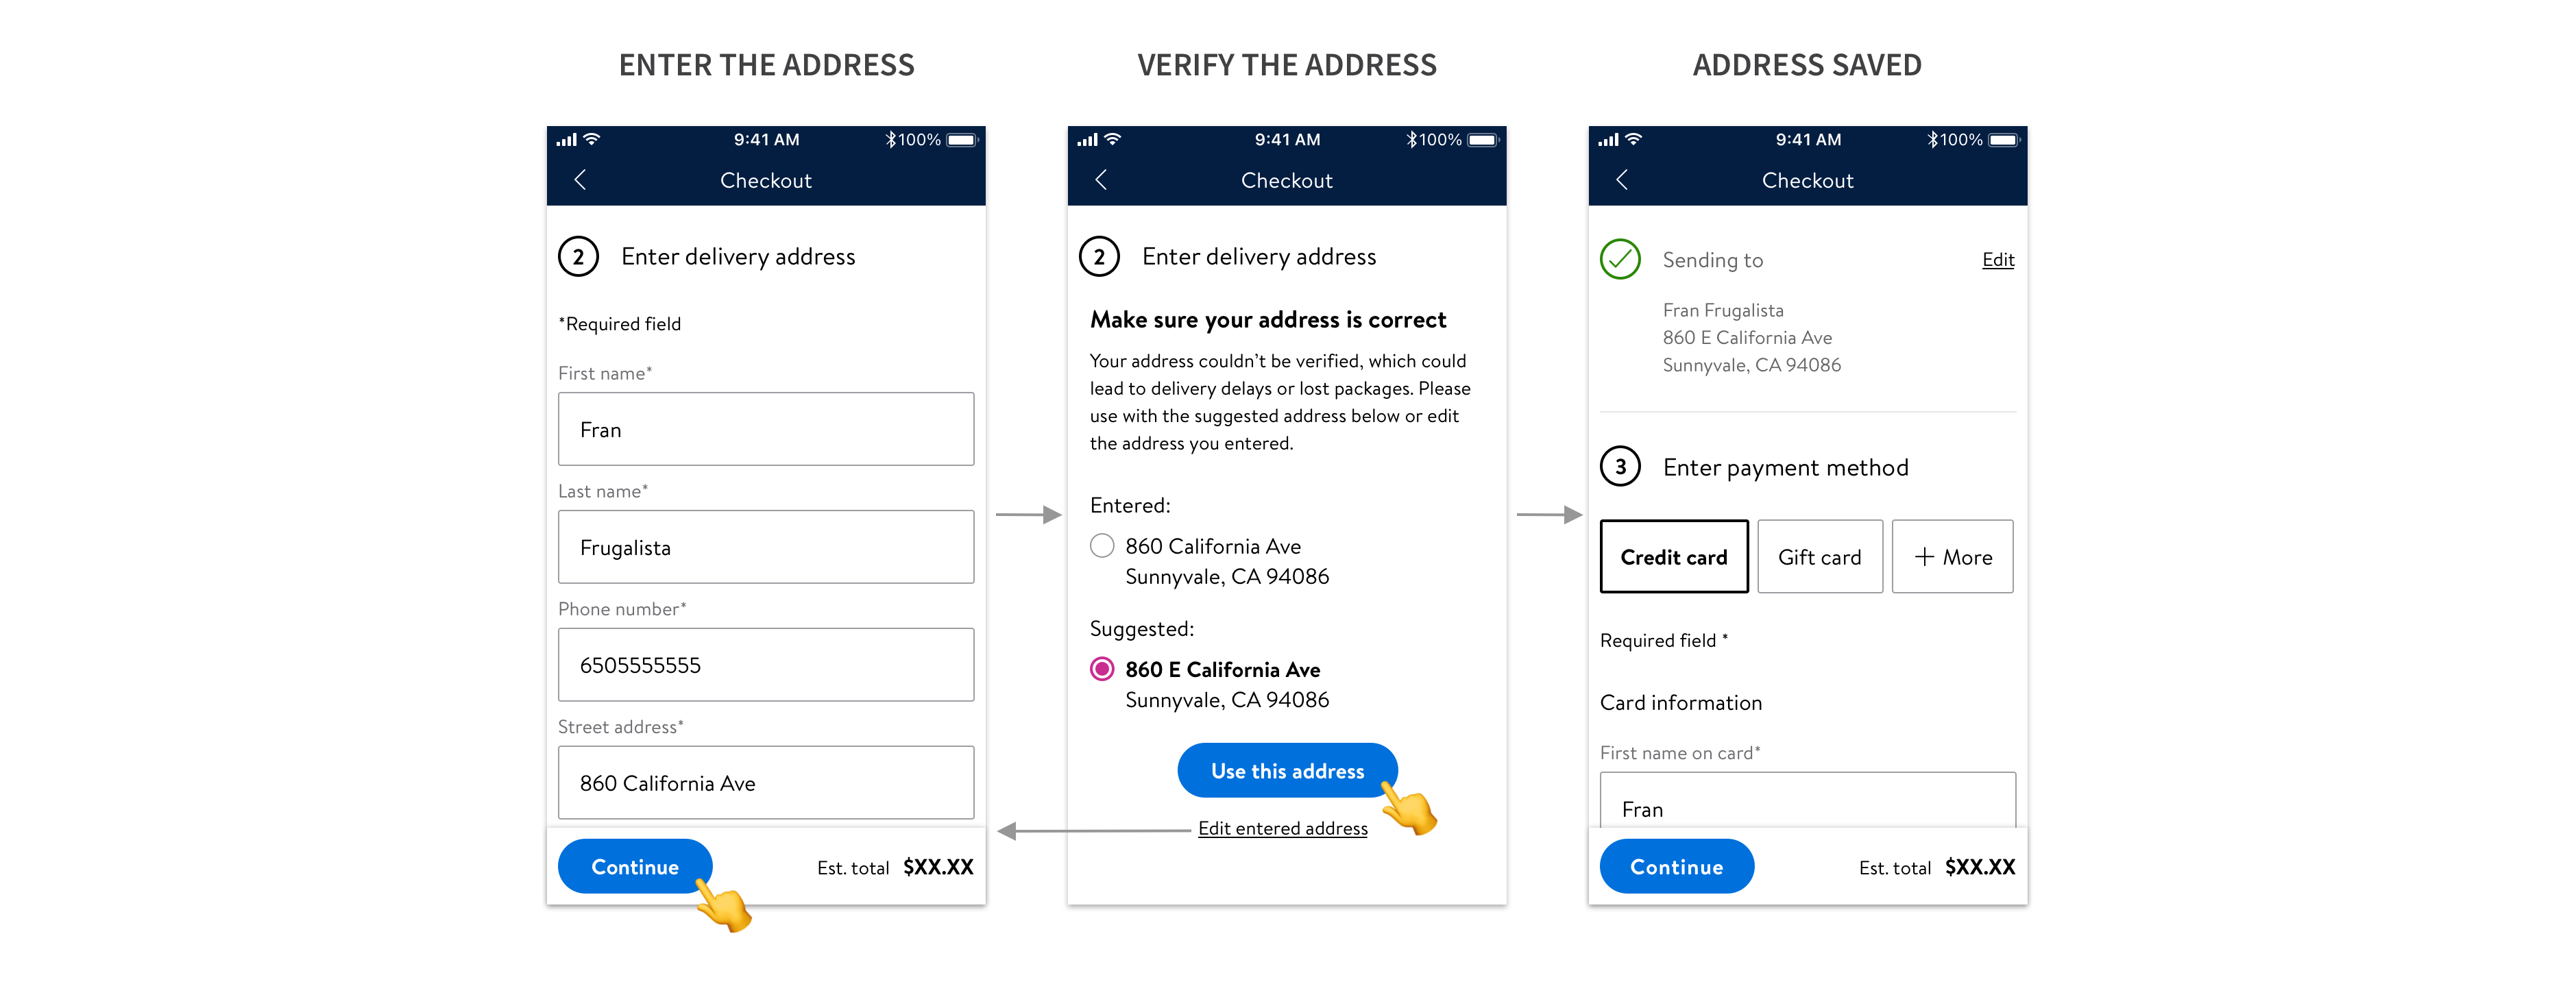 ENTER THE ADDRESS
9:41 AM
100%
Checkout
2 Enter delivery address
*Required field
First name*
Fran
Last name*
Frugalista
Phone number*
6505555555
Street address*
860 California Ave
Continue
Est. total $XX.XX
VERIFY THE ADDRESS
9:41 AM
100%
Checkout
2 Enter delivery address
Make sure your address is correct
Your address couldn’t be verified, which could
lead to delivery delays or lost packages. Please
use with the suggested address below or edit
the address you entered.
Entered:
860 California Ave
Sunnyvale, CA 94086
Suggested:
860 E California Ave
Sunnyvale, CA 94086
Use this address
Edit entered address
ADDRESS SAVED
9:41 AM
100%
Checkout
Sending to
Edit
Fran Frugalista
860 E California Ave
Sunnyvale, CA 94086
3 Enter payment method
Credit card
Gift card
+ More
Required field *
Card information
First name on card*
Fran
Continue
Est. total $XX.XX